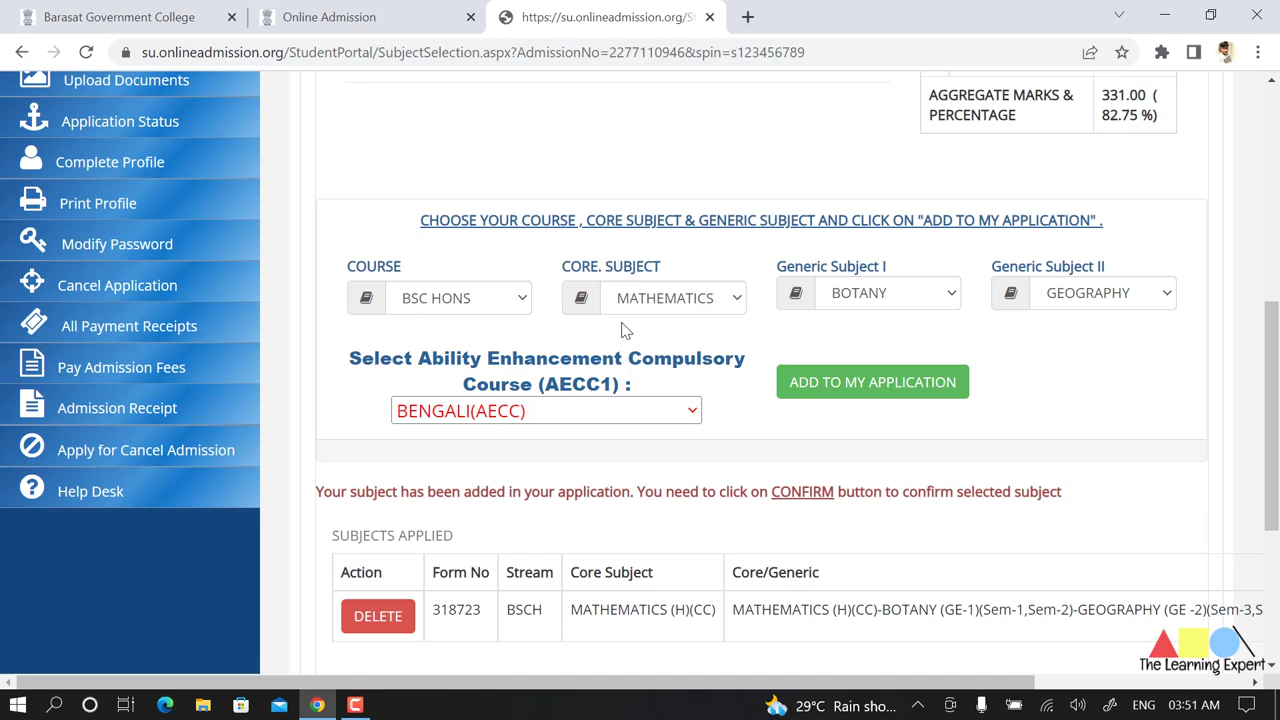 Barasat Government College
Online Admission
https://su.onlineadmission.org/St
su.onlineadmission.org/StudentPortal/SubjectSelection.aspx?AdmissionNo=2277110946&spin=s123456789
Upload Documents
Application Status
Complete Profile
Print Profile
Modify Password
Cancel Application
All Payment Receipts
Pay Admission Fees
Admission Receipt
Apply for Cancel Admission
Help Desk
AGGREGATE MARKS & 331.00 (
PERCENTAGE 82.75 %)
CHOOSE YOUR COURSE , CORE SUBJECT & GENERIC SUBJECT AND CLICK ON "ADD TO MY APPLICATION" .
COURSE CORE. SUBJECT Generic Subject I Generic Subject II
BSC HONS MATHEMATICS BOTANY GEOGRAPHY
Select Ability Enhancement Compulsory
Course (AECC1) :
BENGALI(AECC)
ADD TO MY APPLICATION
Your subject has been added in your application. You need to click on CONFIRM button to confirm selected subject
SUBJECTS APPLIED
Action Form No Stream Core Subject Core/Generic
DELETE 318723 BSCH MATHEMATICS (H)(CC) MATHEMATICS (H)(CC)-BOTANY (GE-1)(Sem-1,Sem-2)-GEOGRAPHY (GE -2)(Sem-3,S
The Learning Expert
29°C Rain sho... ENG 03:51 AM